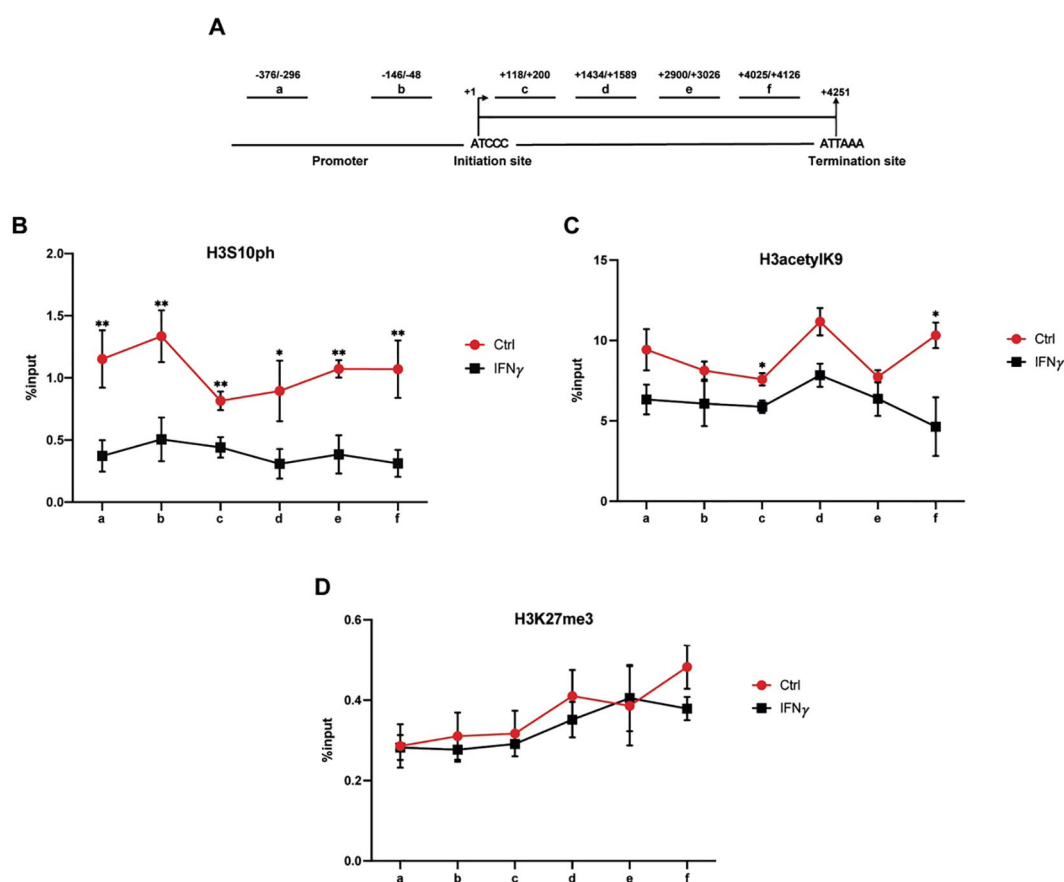 A
-376/-296 -146/-48 +118/+200 +1434/+1589 +2900/+3026 +4025/+4126
a b c d e f
+1 +4251
ATCCC ATTAAA
Promoter Initiation site Termination site
B
H3S10ph
2.0
1.5
1.0
0.5
0.0
%input
** ** ** * ** **
Ctrl
IFNγ
a b c d e f
C
H3acetylK9
15
10
5
0
%input
* *
Ctrl
IFNγ
a b c d e f
D
H3K27me3
0.6
0.4
0.2
0.0
%input
Ctrl
IFNγ
a b c d e f